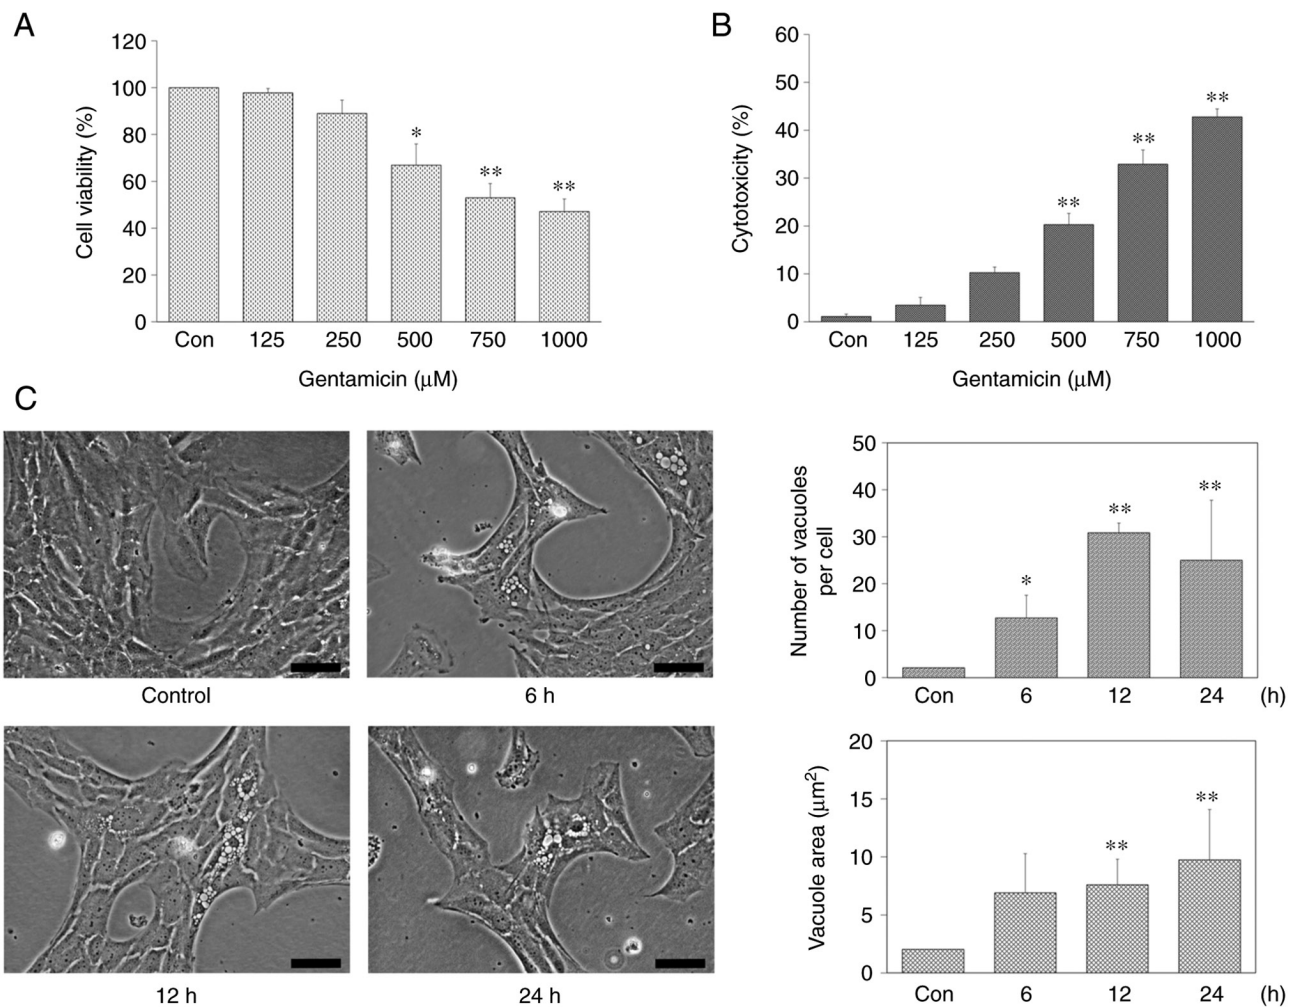 A
Cell viability (%)
120
100
80
60
40
20
0
*
**
**
Con 125 250 500 750 1000
Gentamicin (μM)
B
Cytotoxicity (%)
60
50
40
30
20
10
0
**
**
**
Con 125 250 500 750 1000
Gentamicin (μM)
C
Control
6 h
12 h
24 h
Number of vacuoles
per cell
50
40
30
20
10
0
*
**
**
Con 6 12 24 (h)
Vacuole area (μm²)
20
15
10
5
0
**
**
Con 6 12 24 (h)